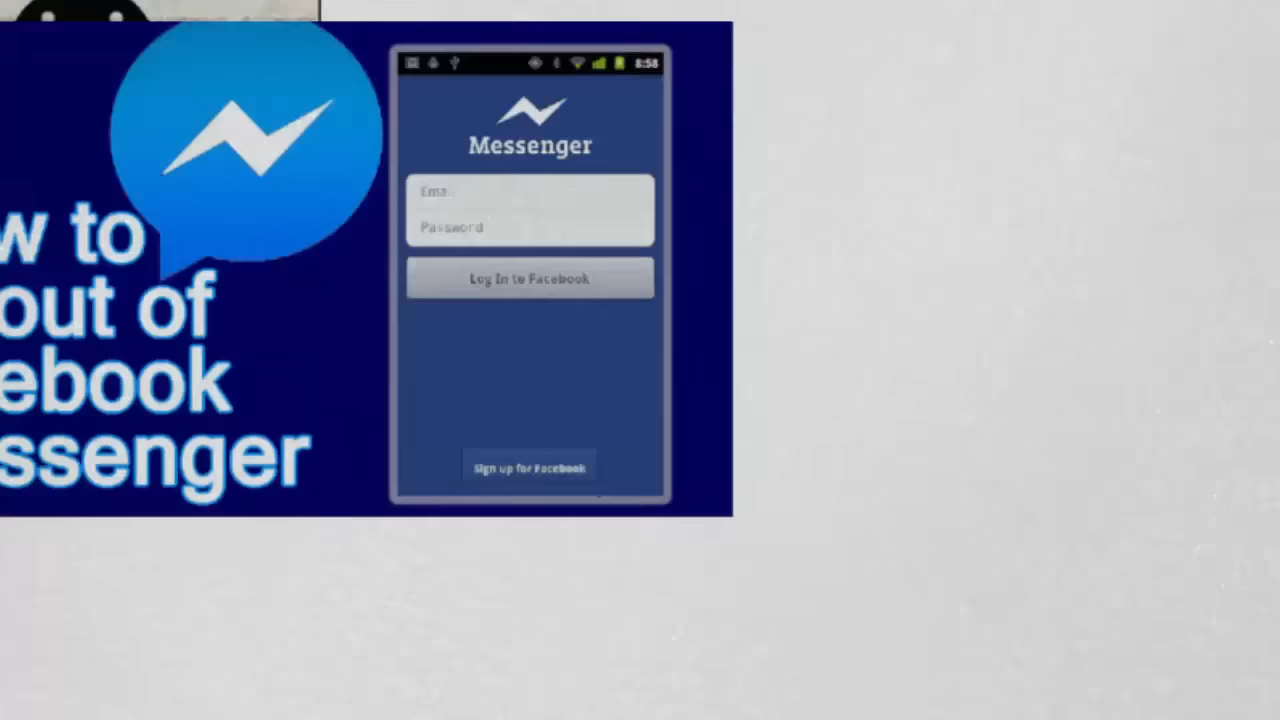 w to
out of
ebook
ssenger
8:58
Messenger
Email
Password
Log In to Facebook
Sign up for Facebook